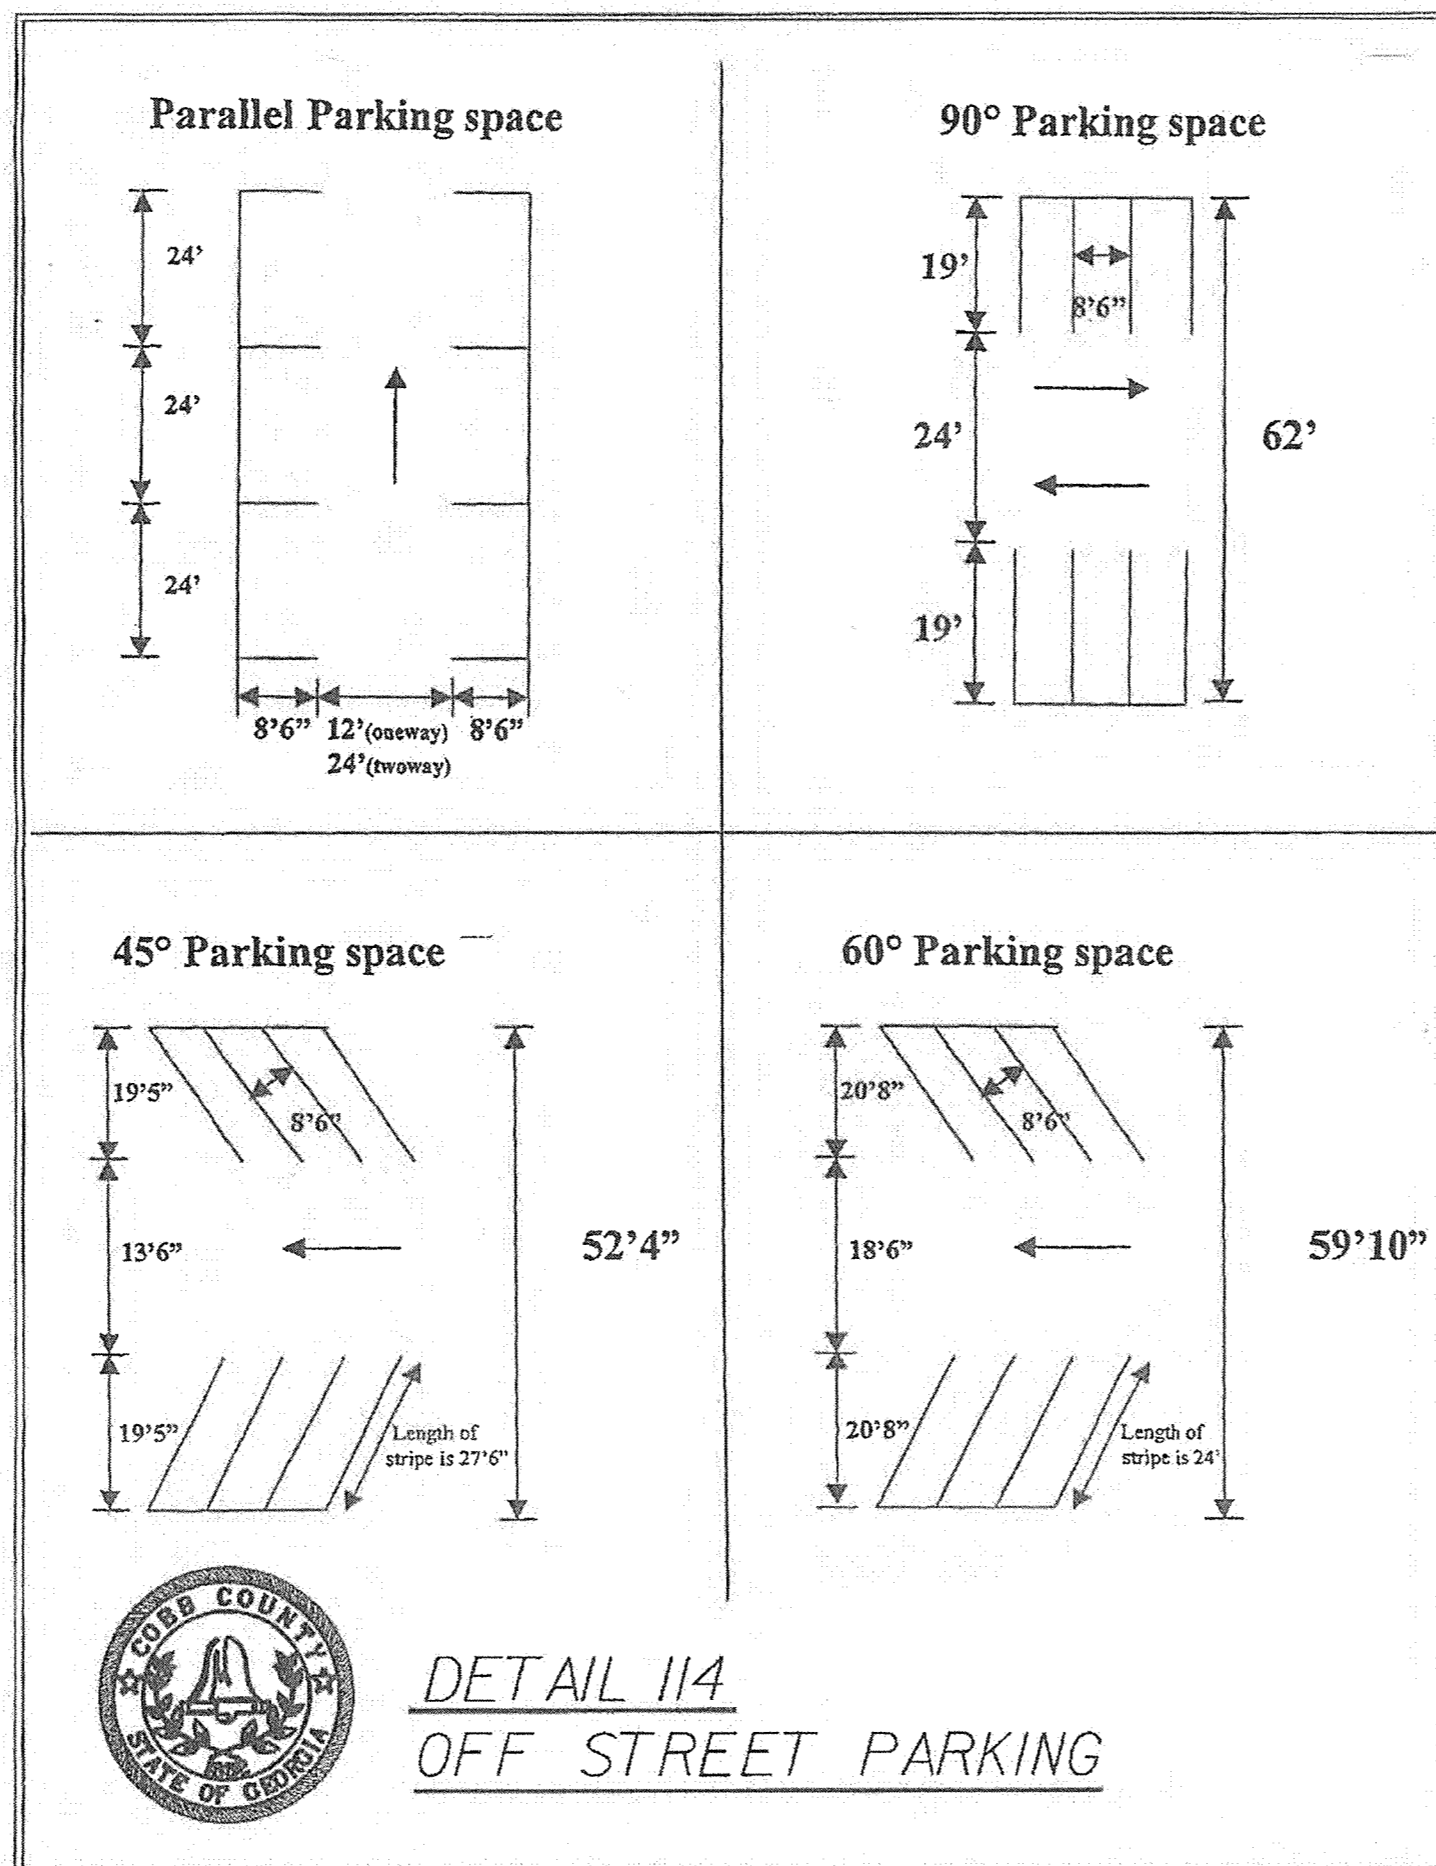 Parallel Parking space
24'
24'
24'
8'6” 12'(oneway) 8'6”
24'(twoway)
90° Parking space
19'
8'6”
24'
62'
19'
45° Parking space
19'5”
8'6”
13'6”
52'4”
19'5”
Length of
stripe is 27'6”
60° Parking space
20'8”
8'6”
18'6”
59'10”
20'8”
Length of
stripe is 24'
COBB COUNTY
STATE OF GEORGIA
DETAIL 114
OFF STREET PARKING